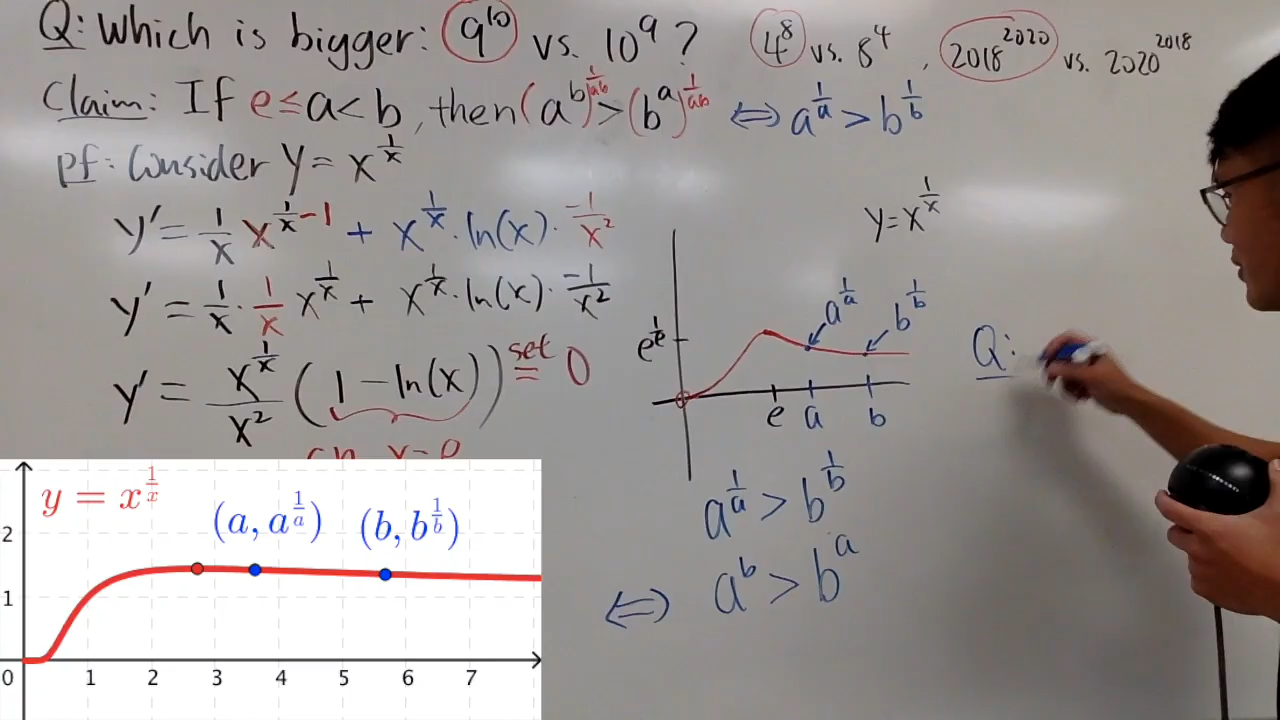 Q: Which is bigger: 9^10 vs. 10^9 ? 4^8 vs. 8^4 , 2018^2020 vs. 2020^2018
Claim: If e ≤ a < b , then (a^b)^(1/ab) > (b^a)^(1/ab) ⇔ a^(1/a) > b^(1/b)
pf: Consider y = x^(1/x)
y' = 1/x x^(1/x - 1) + x^(1/x) · ln(x) · -1/x²
y' = 1/x · 1/x x^(1/x) + x^(1/x) · ln(x) · -1/x²
y' = x^(1/x)/x² (1 - ln(x)) set = 0
y = x^(1/x)
e^(1/e)
a^(1/a)
b^(1/b)
e a b
a^(1/a) > b^(1/b)
⇔ a^b > b^a
Q:
y = x^(1/x)
(a, a^(1/a)) (b, b^(1/b))
2
1
0 1 2 3 4 5 6 7